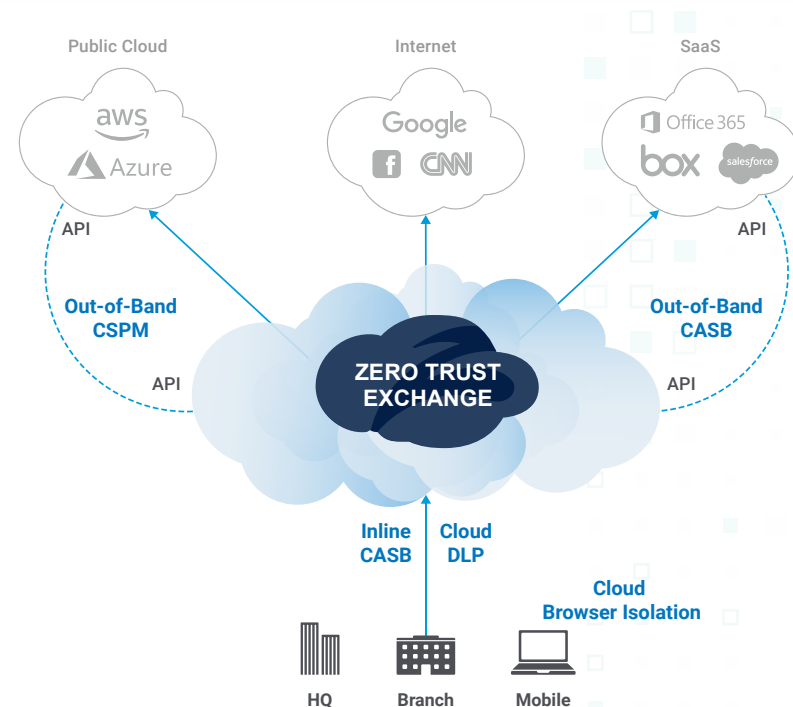 Public Cloud
Internet
SaaS
aws
Azure
Google
f
CNN
Office 365
box
salesforce
API
API
Out-of-Band
CSPM
Out-of-Band
CASB
API
API
ZERO TRUST
EXCHANGE
Inline
CASB
Cloud
DLP
Cloud
Browser Isolation
HQ
Branch
Mobile